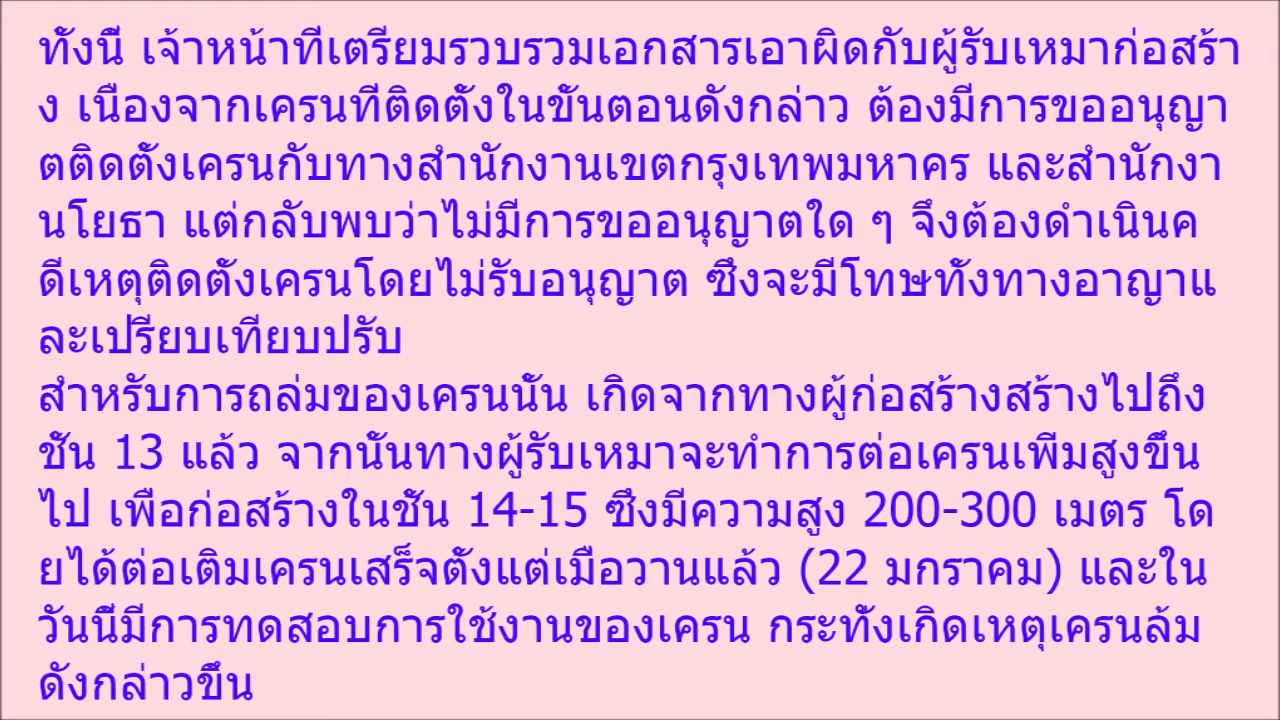 ทั้งนี้ เจ้าหน้าที่เตรียมรวบรวมเอกสารเอาผิดกับผู้รับเหมาก่อสร้า
ง เนื่องจากเครนที่ติดตั้งในขั้นตอนดังกล่าว ต้องมีการขออนุญา
ตติดตั้งเครนกับทางสำนักงานเขตกรุงเทพมหาคร และสำนักงา
นโยธา แต่กลับพบว่าไม่มีการขออนุญาตใด ๆ จึงต้องดำเนินค
ดีเหตุติดตั้งเครนโดยไม่รับอนุญาต ซึ่งจะมีโทษทั้งทางอาญาแ
ละเปรียบเทียบปรับ
สำหรับการถล่มของเครนนั้น เกิดจากทางผู้ก่อสร้างสร้างไปถึง
ชั้น 13 แล้ว จากนั้นทางผู้รับเหมาจะทำการต่อเครนเพิ่มสูงขึ้น
ไป เพื่อก่อสร้างในชั้น 14-15 ซึ่งมีความสูง 200-300 เมตร โด
ยได้ต่อเติมเครนเสร็จตั้งแต่เมื่อวานแล้ว (22 มกราคม) และใน
วันนี้มีการทดสอบการใช้งานของเครน กระทั่งเกิดเหตุเครนล้ม
ดังกล่าวขึ้น